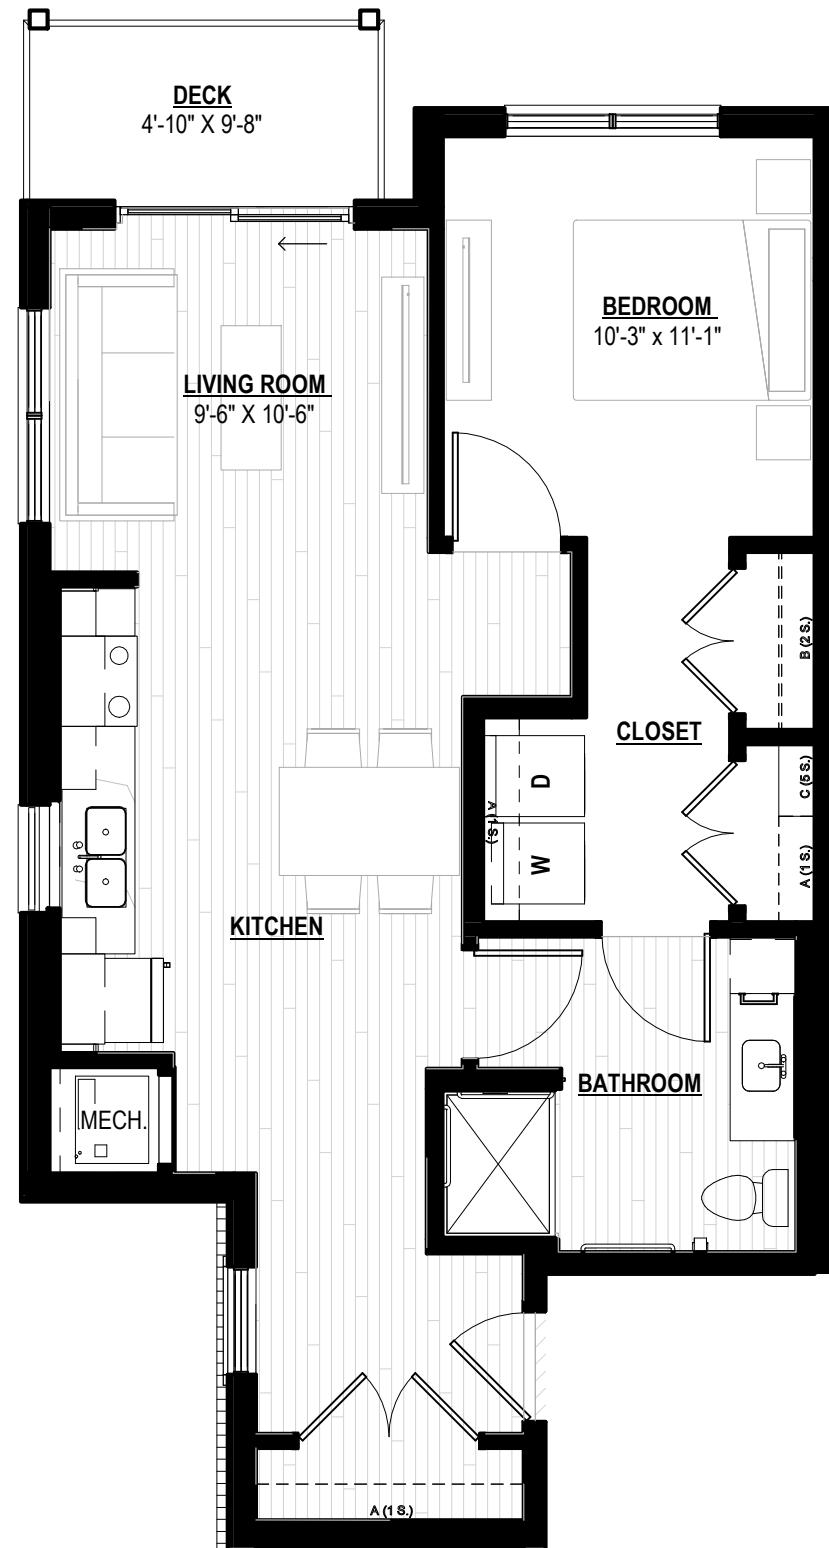 DECK
4'-10" X 9'-8"
BEDROOM
10'-3" x 11'-1"
LIVING ROOM
9'-6" X 10'-6"
B (2 S.)
CLOSET
C (5 S.)
D
A (1 S.)
W
A (1 S.)
KITCHEN
BATHROOM
MECH.
A (1 S.)